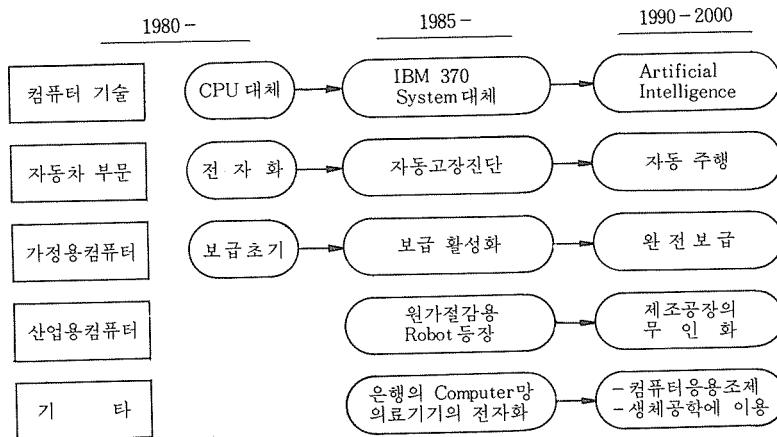 1980-
1985-
1990-2000
컴퓨터 기술
CPU 대체
IBM 370
System 대체
Artificial
Intelligence
자동차 부문
전 자 화
자동고장진단
자동 주행
가정용컴퓨터
보급초기
보급 활성화
완전보급
산업용컴퓨터
원가절감용
Robot 등장
제조공장의
무 인 화
기 타
은행의 Computer망
의료기기의 전자화
-컴퓨터응용조제
-생체공학에 이용